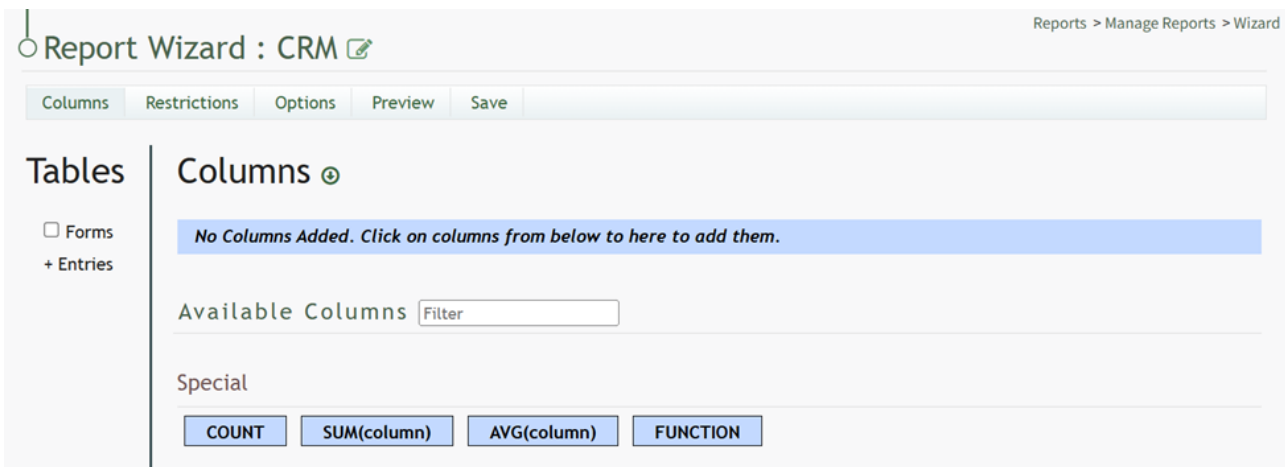 Reports > Manage Reports > Wizard
Report Wizard : CRM
Columns Restrictions Options Preview Save
Tables
Forms
+ Entries
Columns
No Columns Added. Click on columns from below to here to add them.
Available Columns Filter
Special
COUNT SUM(column) AVG(column) FUNCTION